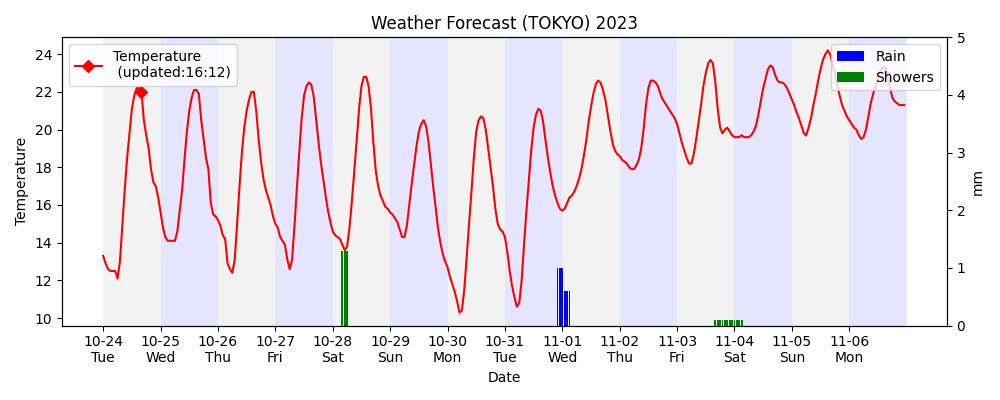 Weather Forecast (TOKYO) 2023
Temperature
(updated:16:12)
Rain
Showers
Temperature
24
22
20
18
16
14
12
10
5
4
3
2
1
0
mm
10-24 10-25 10-26 10-27 10-28 10-29 10-30 10-31 11-01 11-02 11-03 11-04 11-05 11-06
Tue Wed Thu Fri Sat Sun Mon Tue Wed Thu Fri Sat Sun Mon
Date